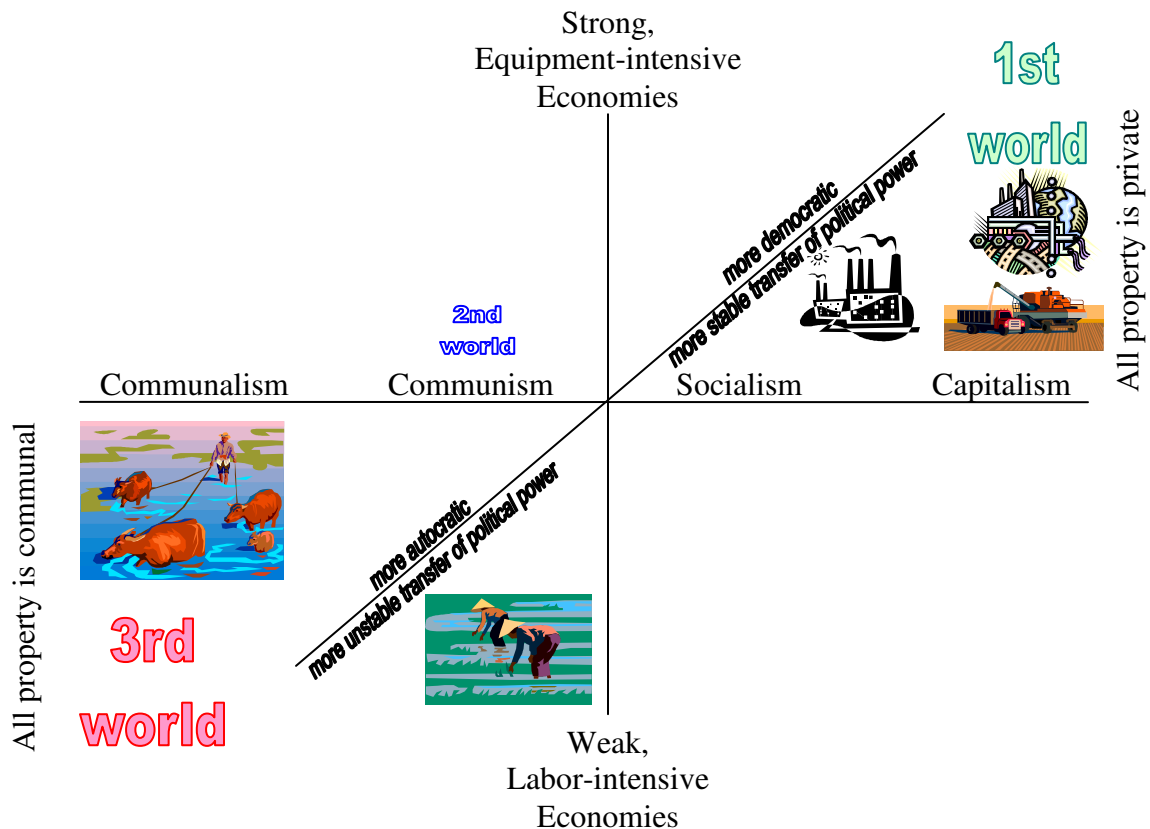 Strong,
Equipment-intensive
Economies
1st
world
All property is private
more democratic
more stable transfer of political power
2nd
world
Communalism
Communism
Socialism
Capitalism
All property is communal
more autocratic
more unstable transfer of political power
3rd
world
Weak,
Labor-intensive
Economies